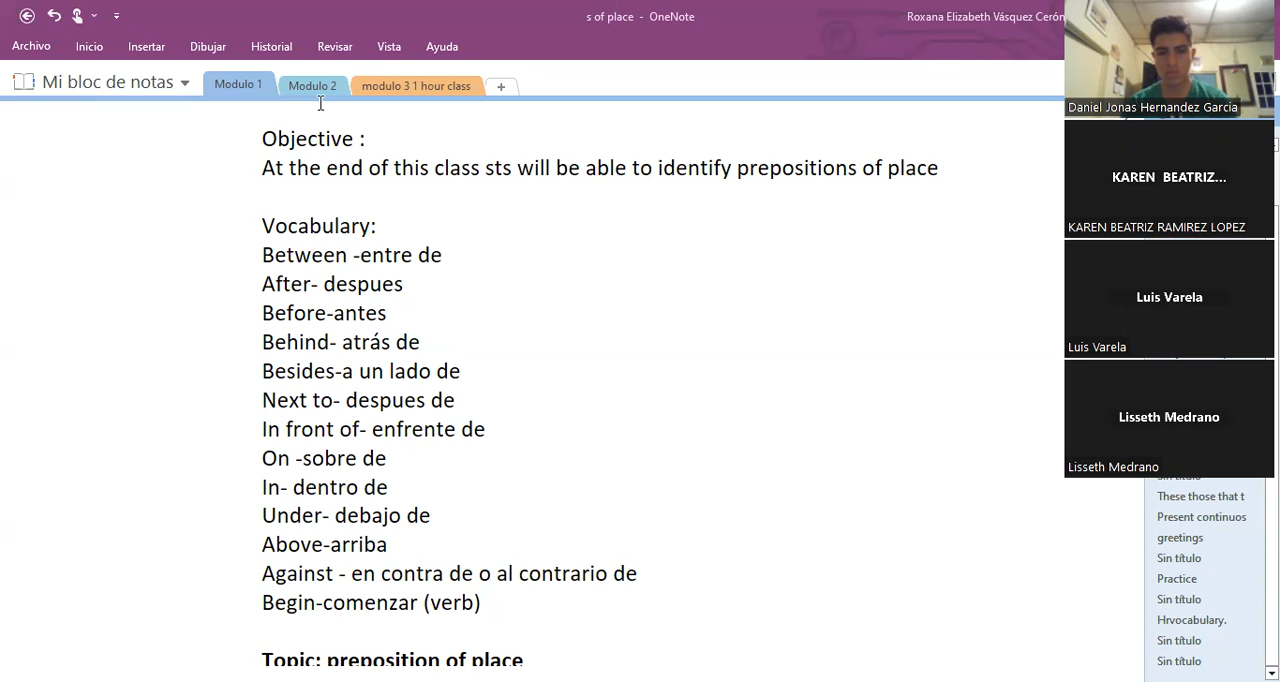 s of place - OneNote
Roxana Elizabeth Vásquez Cerón
Archivo Inicio Insertar Dibujar Historial Revisar Vista Ayuda
Mi bloc de notas Modulo 1 Modulo 2 modulo 3 1 hour class +
Objective :
At the end of this class sts will be able to identify prepositions of place
Vocabulary:
Between -entre de
After- despues
Before-antes
Behind- atrás de
Besides-a un lado de
Next to- despues de
In front of- enfrente de
On -sobre de
In- dentro de
Under- debajo de
Above-arriba
Against - en contra de o al contrario de
Begin-comenzar (verb)
Topic: preposition of place
Daniel Jonas Hernandez Garcia
KAREN BEATRIZ...
KAREN BEATRIZ RAMIREZ LOPEZ
Luis Varela
Luis Varela
Lisseth Medrano
Lisseth Medrano
Sin título
These those that t
Present continuos
greetings
Sin título
Practice
Sin título
Hrvocabulary.
Sin título
Sin título